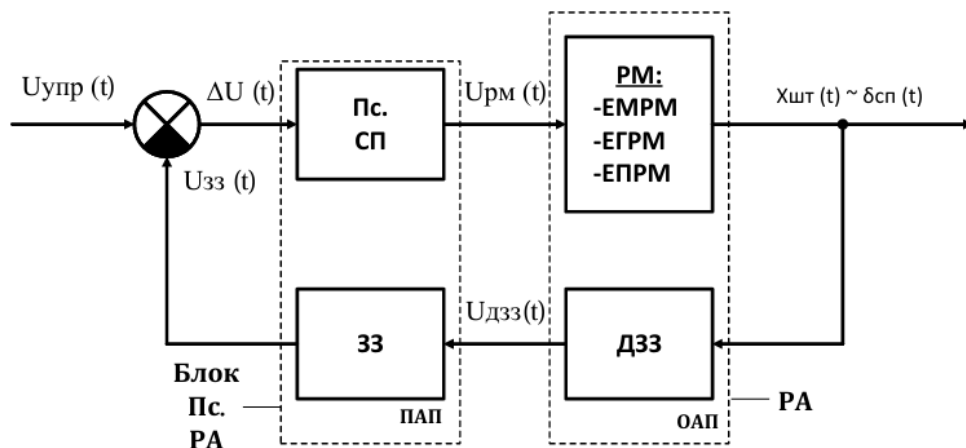 Uупр (t)
ΔU (t)
Пс.
СП
Uрм (t)
РМ:
-ЕМРМ
-ЕГРМ
-ЕПРМ
Xшт (t) ~ δсп (t)
Uзз (t)
ЗЗ
Uдзз(t)
ДЗЗ
Блок
Пс.
РА
ПАП
ОАП
РА